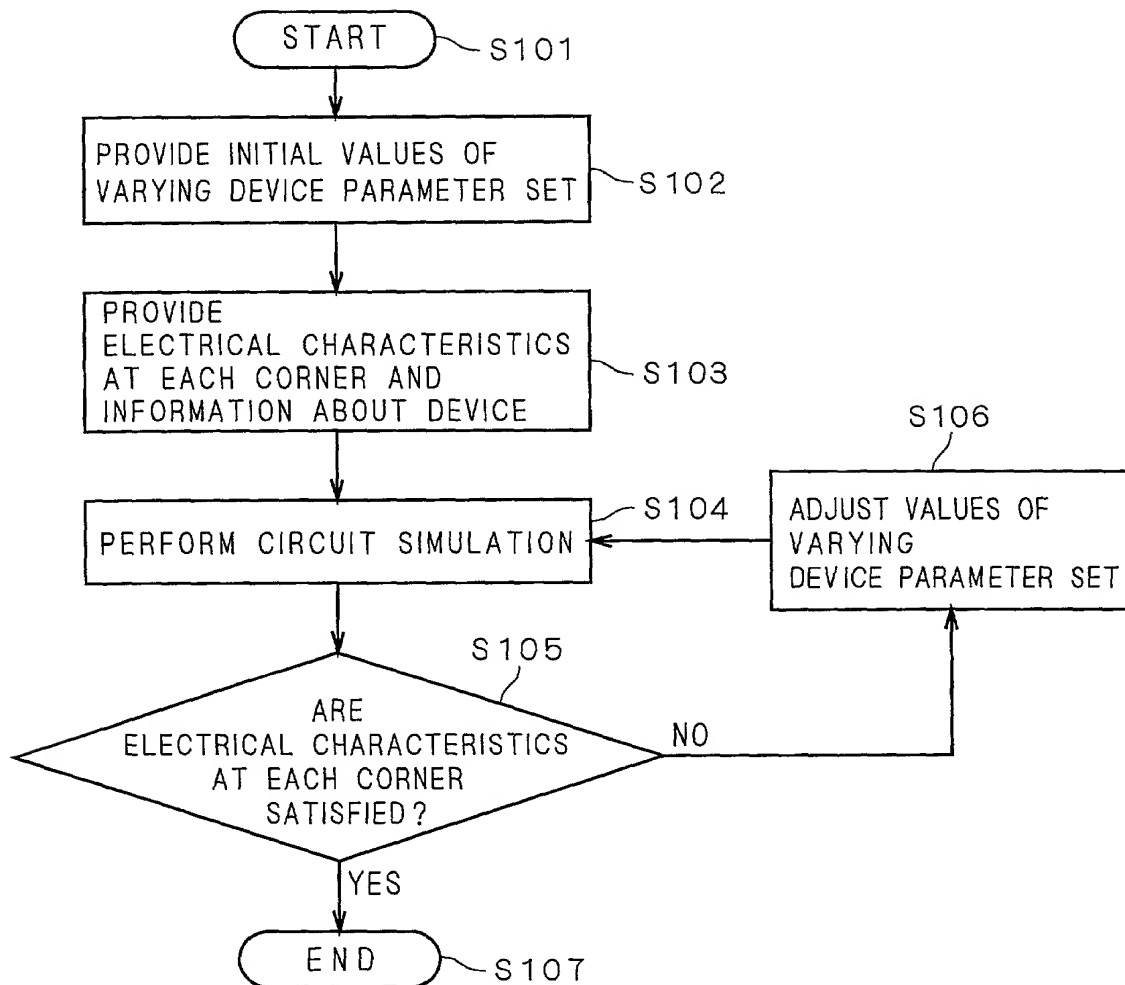 START
S101
PROVIDE INITIAL VALUES OF
VARYING DEVICE PARAMETER SET
S102
PROVIDE
ELECTRICAL CHARACTERISTICS
AT EACH CORNER AND
INFORMATION ABOUT DEVICE
S103
S106
ADJUST VALUES OF
VARYING
DEVICE PARAMETER SET
S104
PERFORM CIRCUIT SIMULATION
S105
ARE
ELECTRICAL CHARACTERISTICS
AT EACH CORNER
SATISFIED?
NO
YES
END
S107